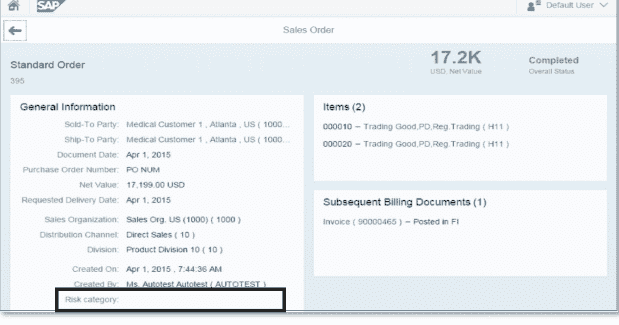 SAP
Default User
Sales Order
Standard Order
395
17.2K
USD, Net Value
Completed
Overall Status
General Information
Sold-To Party: Medical Customer 1 , Atlanta , US ( 1000...
Ship-To Party: Medical Customer 1 , Atlanta , US ( 1000...
Document Date: Apr 1, 2015
Purchase Order Number: PO NUM
Net Value: 17,199.00 USD
Requested Delivery Date: Apr 1, 2015
Sales Organization: Sales Org. US (1000) ( 1000 )
Distribution Channel: Direct Sales ( 10 )
Division: Product Division 10 ( 10 )
Created On: Apr 1, 2015 , 7:44:36 AM
Created By: Ms. Autotest Autotest ( AUTOTEST )
Risk category:
Items (2)
000010 – Trading Good,PD,Reg.Trading ( H11 )
000020 – Trading Good,PD,Reg.Trading ( H11 )
Subsequent Billing Documents (1)
Invoice ( 90000465 ) – Posted in FI